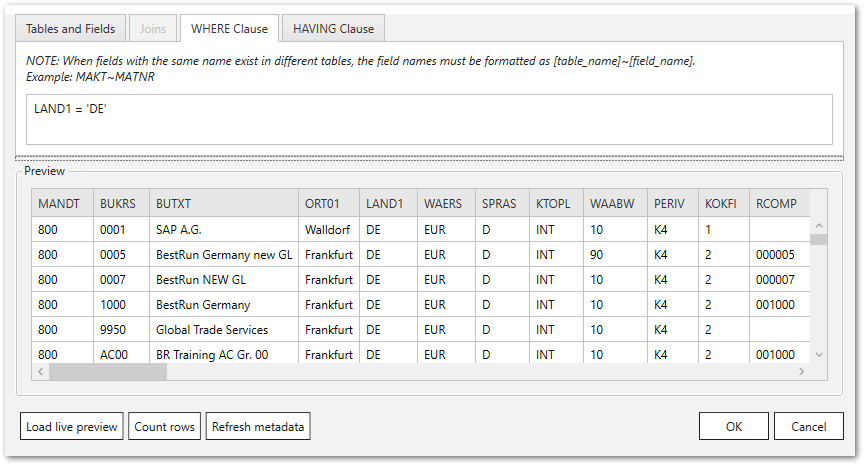 Tables and Fields Joins WHERE Clause HAVING Clause
NOTE: When fields with the same name exist in different tables, the field names must be formatted as [table_name]~[field_name].
Example: MAKT~MATNR
LAND1 = 'DE'
Preview
MANDT BUKRS BUTXT ORT01 LAND1 WAERS SPRAS KTOPL WAABW PERIV KOKFI RCOMP
800 0001 SAP A.G. Walldorf DE EUR D INT 10 K4 1
800 0005 BestRun Germany new GL Frankfurt DE EUR D INT 90 K4 2 000005
800 0007 BestRun NEW GL Frankfurt DE EUR D INT 10 K4 2 000007
800 1000 BestRun Germany Frankfurt DE EUR D INT 10 K4 2 001000
800 9950 Global Trade Services Frankfurt DE EUR D INT 10 K4 2
800 AC00 BR Training AC Gr. 00 Frankfurt DE EUR D INT 10 K4 2 001000
Load live preview Count rows Refresh metadata OK Cancel